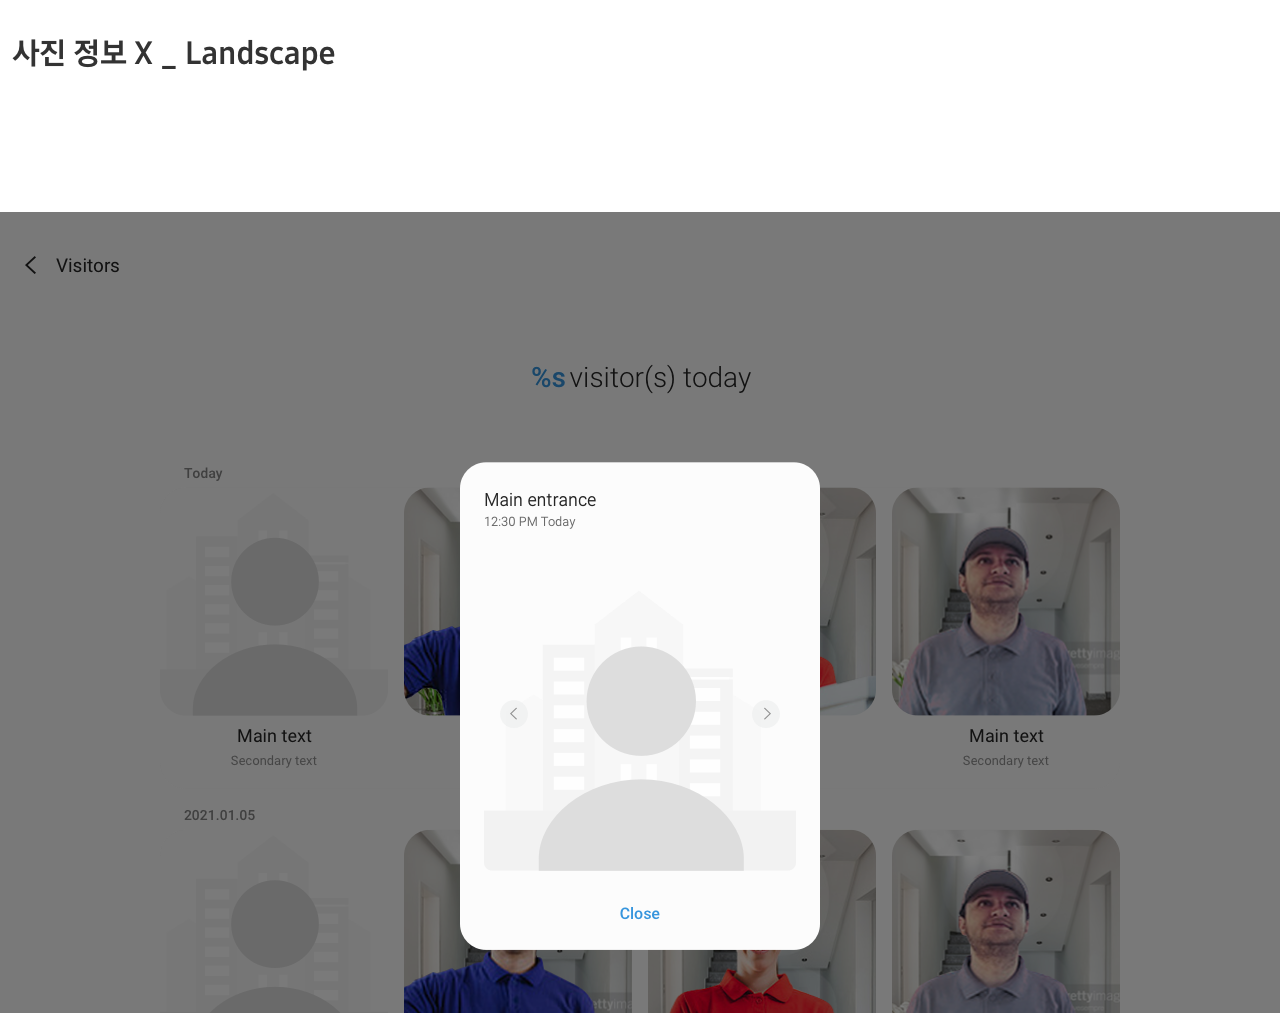 사진 정보 X _ Landscape
Visitors
%s visitor(s) today
Today
Main entrance
12:30 PM Today
Main text
Secondary text
Main text
Secondary text
2021.01.05
Close